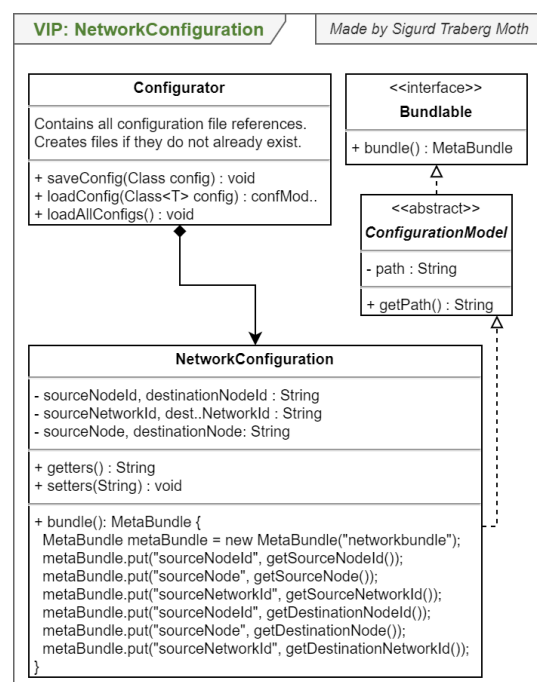 VIP: NetworkConfiguration
Made by Sigurd Traberg Moth
Configurator
Contains all configuration file references.
Creates files if they do not already exist.
+ saveConfig(Class config) : void
+ loadConfig(Class<T> config) : confMod..
+ loadAllConfigs() : void
<<interface>>
Bundlable
+ bundle() : MetaBundle
<<abstract>>
ConfigurationModel
- path : String
+ getPath() : String
NetworkConfiguration
- sourceNodeId, destinationNodeId : String
- sourceNetworkId, dest..NetworkId : String
- sourceNode, destinationNode: String
+ getters() : String
+ setters(String) : void
+ bundle(): MetaBundle {
MetaBundle metaBundle = new MetaBundle("networkbundle");
metaBundle.put("sourceNodeId", getSourceNodeId());
metaBundle.put("sourceNode", getSourceNode());
metaBundle.put("sourceNetworkId", getSourceNetworkId());
metaBundle.put("sourceNodeId", getDestinationNodeId());
metaBundle.put("sourceNode", getDestinationNode());
metaBundle.put("sourceNetworkId", getDestinationNetworkId());
}